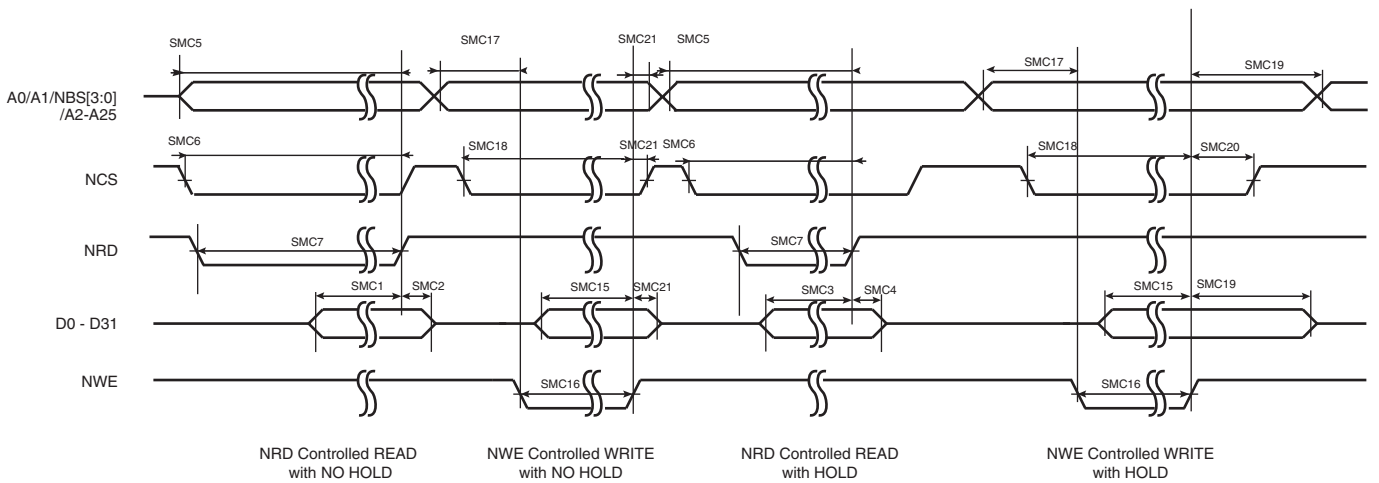 SMC5 SMC17 SMC21 SMC5 SMC17 SMC19
A0/A1/NBS[3:0]
/A2-A25
SMC6 SMC18 SMC21 SMC6 SMC18 SMC20
NCS
SMC7 SMC7
NRD
SMC1 SMC2 SMC15 SMC21 SMC3 SMC4 SMC15 SMC19
D0 - D31
NWE
SMC16 SMC16
NRD Controlled READ
with NO HOLD
NWE Controlled WRITE
with NO HOLD
NRD Controlled READ
with HOLD
NWE Controlled WRITE
with HOLD